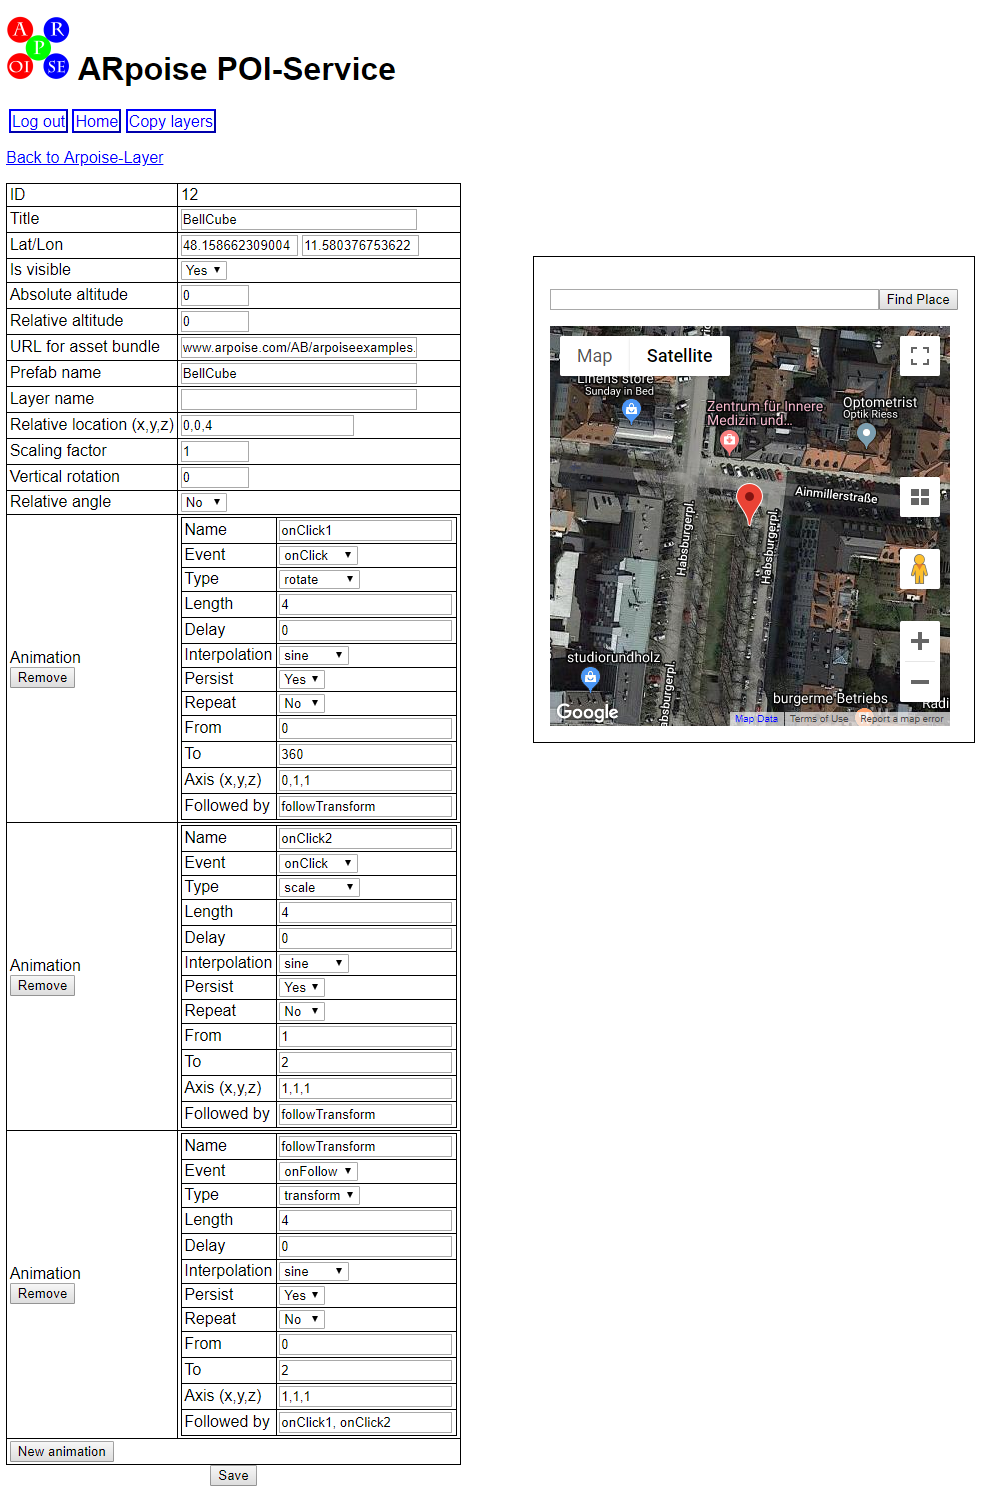 A R
P
OI SE
ARpoise POI-Service
Log out Home Copy layers
Back to Arpoise-Layer
ID 12
Title BellCube
Lat/Lon 48.158662309004 11.580376753622
Is visible Yes
Absolute altitude 0
Relative altitude 0
URL for asset bundle www.arpoise.com/AB/arpoiseexamples.
Prefab name BellCube
Layer name
Relative location (x,y,z) 0,0,4
Scaling factor 1
Vertical rotation 0
Relative angle No
Animation
Remove
Name onClick1
Event onClick
Type rotate
Length 4
Delay 0
Interpolation sine
Persist Yes
Repeat No
From 0
To 360
Axis (x,y,z) 0,1,1
Followed by followTransform
Animation
Remove
Name onClick2
Event onClick
Type scale
Length 4
Delay 0
Interpolation sine
Persist Yes
Repeat No
From 1
To 2
Axis (x,y,z) 1,1,1
Followed by followTransform
Animation
Remove
Name followTransform
Event onFollow
Type transform
Length 4
Delay 0
Interpolation sine
Persist Yes
Repeat No
From 0
To 2
Axis (x,y,z) 1,1,1
Followed by onClick1, onClick2
New animation
Save
Find Place
Map Satellite
Linens store
Sunday in Bed
Zentrum für Innere
Medizin und...
Optometrist
Optik Riess
Ainmillerstraße
Habsburgerpl.
Habsburgerpl.
studiorundholz
absburgerpl.
burgerme Betriebs
Radi
Google
Map Data Terms of Use Report a map error